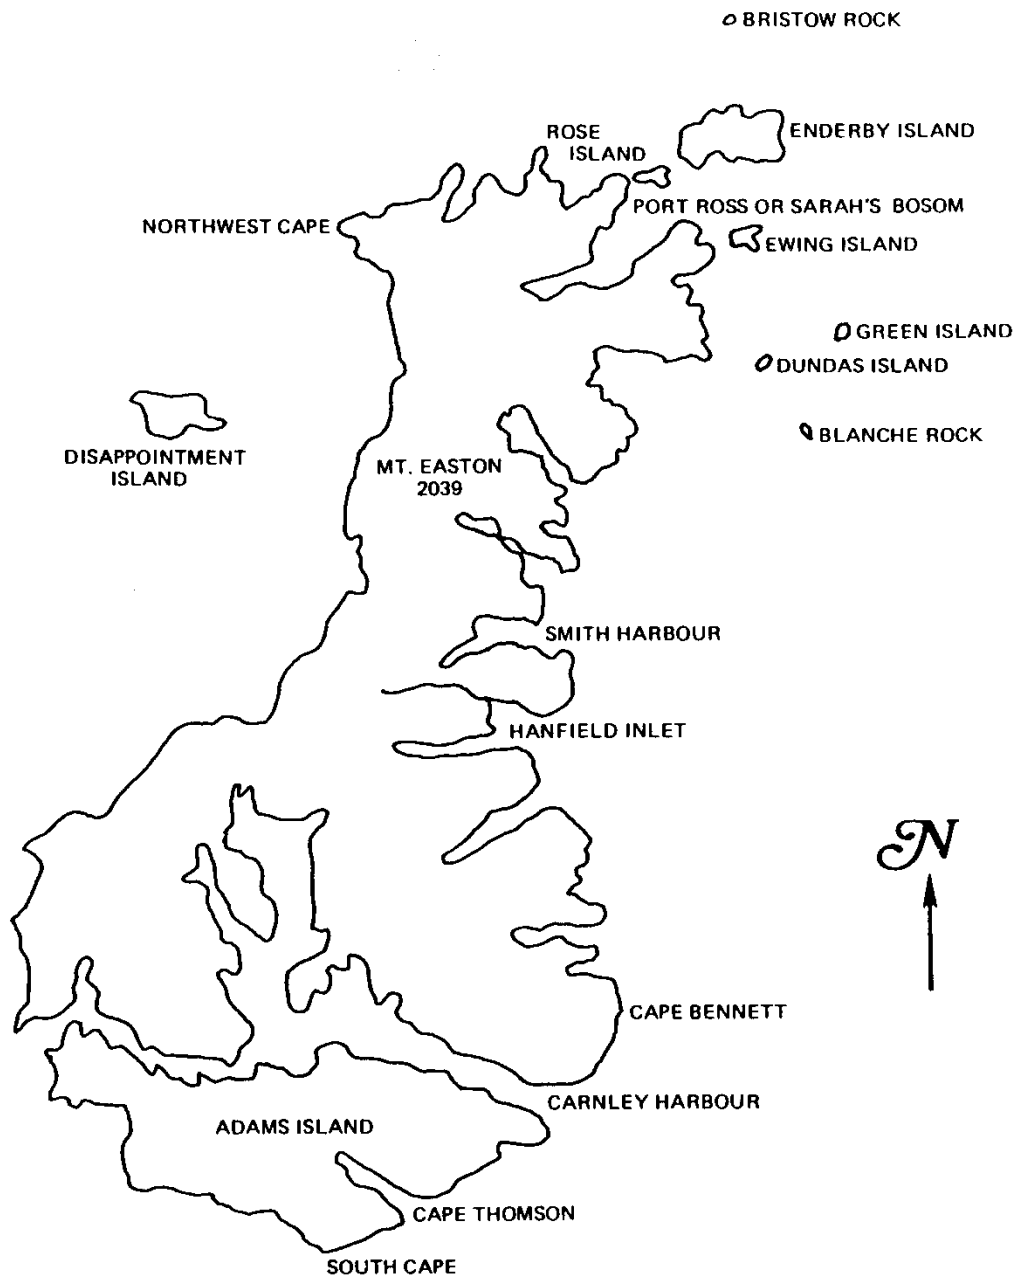 BRISTOW ROCK
ENDERBY ISLAND
ROSE
ISLAND
PORT ROSS OR SARAH'S BOSOM
NORTHWEST CAPE
EWING ISLAND
GREEN ISLAND
DUNDAS ISLAND
BLANCHE ROCK
DISAPPOINTMENT
ISLAND
MT. EASTON
2039
SMITH HARBOUR
HANFIELD INLET
N
CAPE BENNETT
CARNLEY HARBOUR
ADAMS ISLAND
CAPE THOMSON
SOUTH CAPE